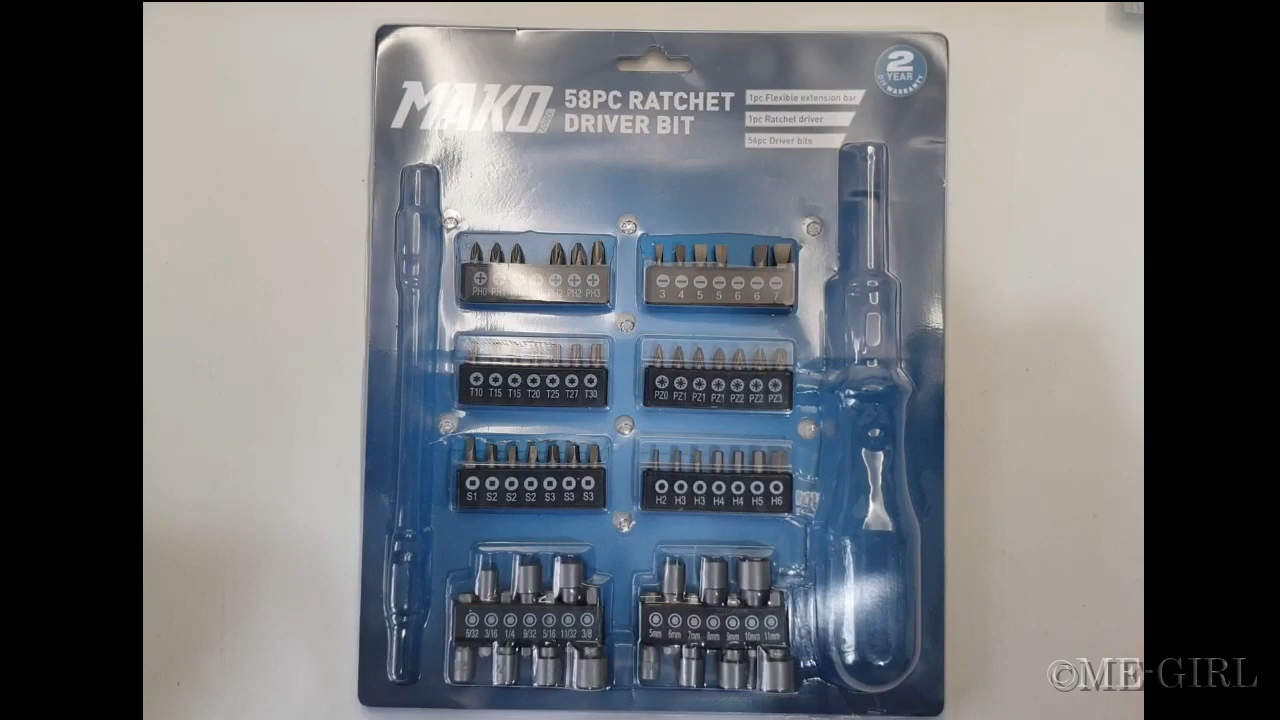 MAKO
58PC RATCHET
DRIVER BIT
1pc Flexible extension bar
1pc Ratchet driver
56pc Driver bits
2
YEAR
DIY WARRANTY
PH0 PH1 PH2 PH2 PH3
3 4 5 5 6 6 7
T10 T15 T15 T20 T25 T27 T30
PZ0 PZ1 PZ1 PZ1 PZ2 PZ2 PZ3
S1 S2 S2 S2 S3 S3 S3
H2 H3 H3 H4 H4 H5 H6
5/32 3/16 1/4 9/32 5/16 11/32 3/8
5mm 6mm 7mm 8mm 9mm 10mm 11mm
©ME-GIRL